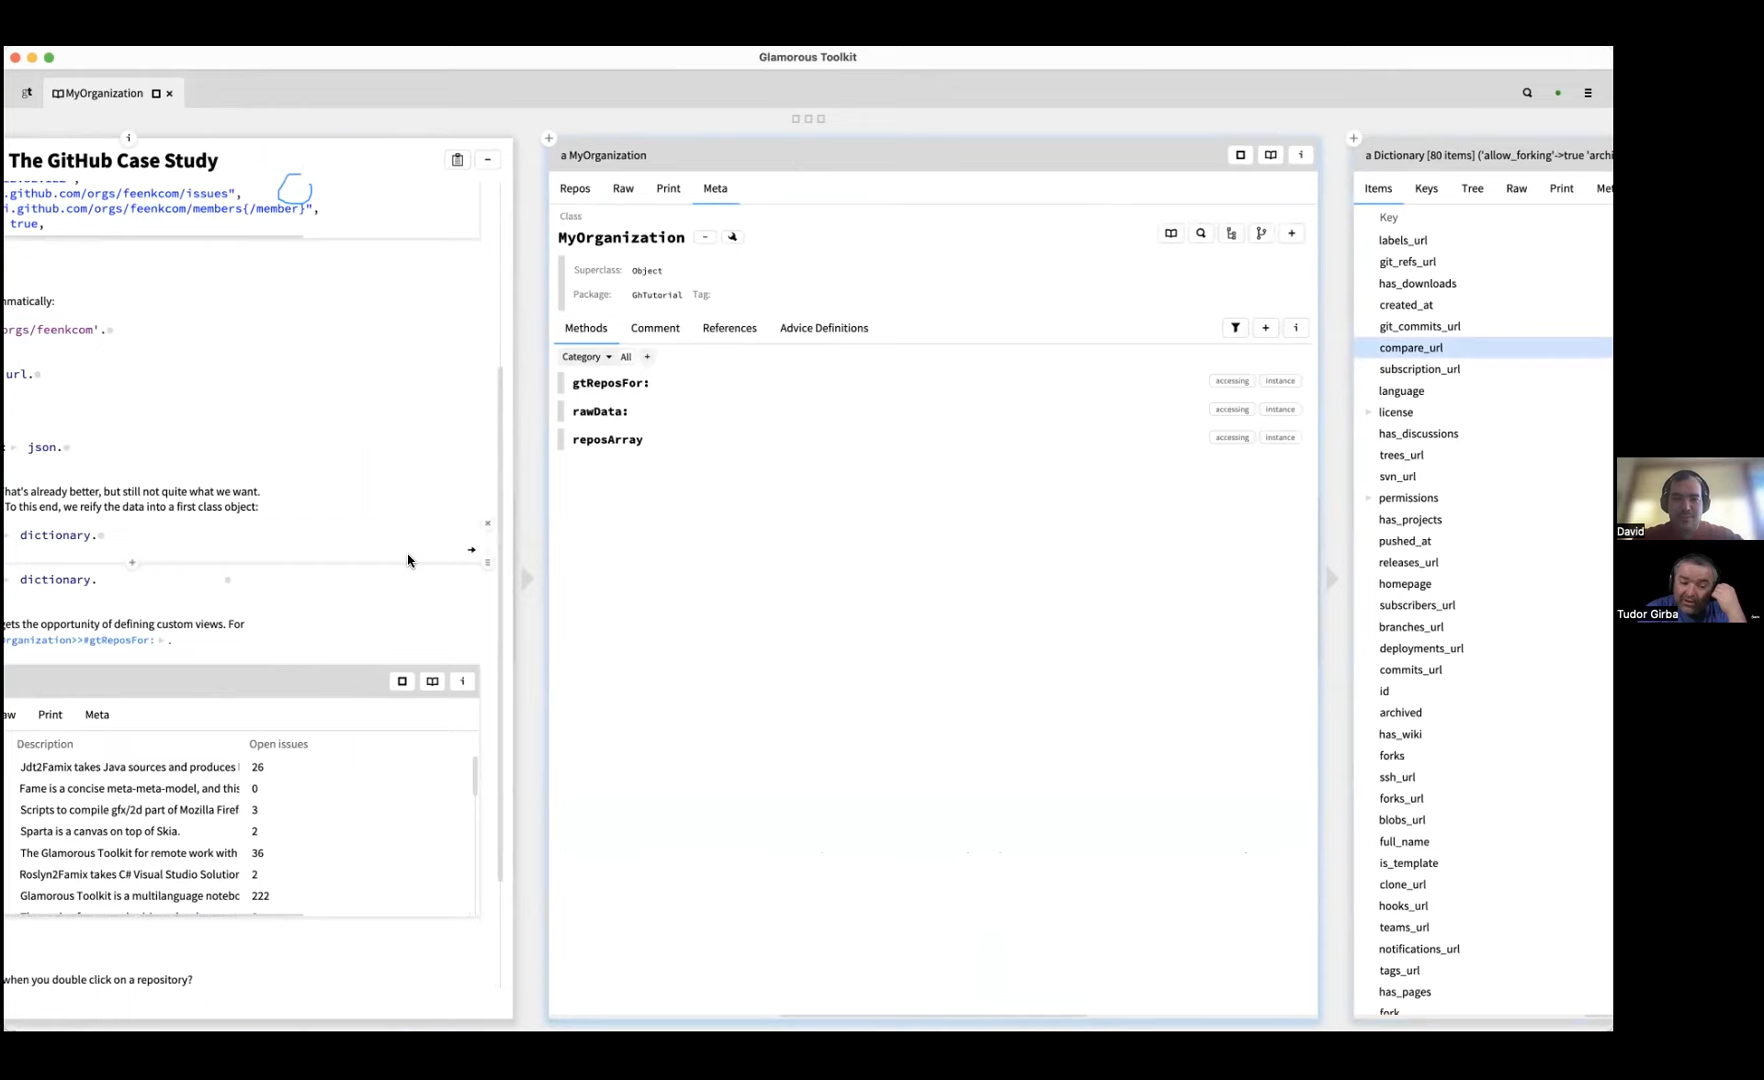 Glamorous Toolkit
gt
MyOrganization
The GitHub Case Study
.github.com/orgs/feenkcom/issues",
i.github.com/orgs/feenkcom/members{/member}",
true,
nmatically:
orgs/feenkcom'.
url.
json.
hat's already better, but still not quite what we want.
To this end, we reify the data into a first class object:
dictionary.
dictionary.
gets the opportunity of defining custom views. For
Organization>>#gtReposFor: .
aw Print Meta
Description Open issues
Jdt2Famix takes Java sources and produces 26
Fame is a concise meta-meta-model, and this 0
Scripts to compile gfx/2d part of Mozilla Firef 3
Sparta is a canvas on top of Skia. 2
The Glamorous Toolkit for remote work with 36
Roslyn2Famix takes C# Visual Studio Solution 2
Glamorous Toolkit is a multilanguage notebo 222
when you double click on a repository?
a MyOrganization
Repos Raw Print Meta
Class
MyOrganization
Superclass: Object
Package: GhTutorial Tag:
Methods Comment References Advice Definitions
Category All +
gtReposFor: accessing instance
rawData: accessing instance
reposArray accessing instance
a Dictionary [80 items] ('allow_forking'->true 'archi
Items Keys Tree Raw Print Met
Key
labels_url
git_refs_url
has_downloads
created_at
git_commits_url
compare_url
subscription_url
language
license
has_discussions
trees_url
svn_url
permissions
has_projects
pushed_at
releases_url
homepage
subscribers_url
branches_url
deployments_url
commits_url
id
archived
has_wiki
forks
ssh_url
forks_url
blobs_url
full_name
is_template
clone_url
hooks_url
teams_url
notifications_url
tags_url
has_pages
fork
David
Tudor Girba